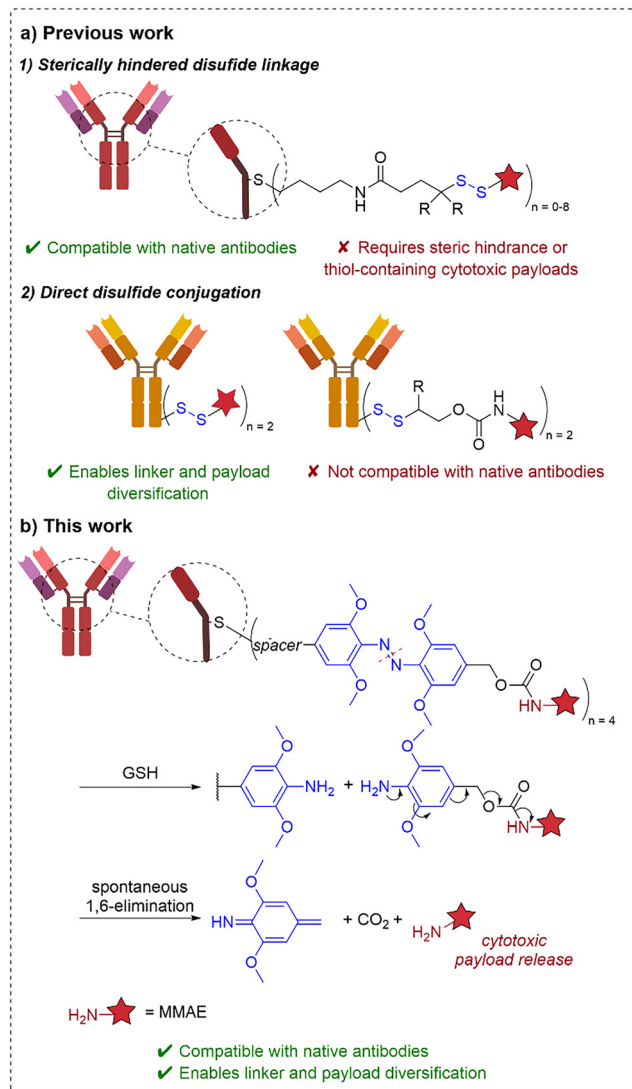 a) Previous work
1) Sterically hindered disufide linkage
S
N
H
O
R
R
S
S
n = 0-8
✔ Compatible with native antibodies
✘ Requires steric hindrance or
thiol-containing cytotoxic payloads
2) Direct disulfide conjugation
S
S
n = 2
S
S
R
O
O
H
N
n = 2
✔ Enables linker and payload
diversification
✘ Not compatible with native antibodies
b) This work
S
spacer
O
O
N
N
O
O
O
O
HN
n = 4
GSH
O
NH2
O
+
O
H2N
O
O
O
HN
spontaneous
1,6-elimination
O
HN
O
+ CO2 +
H2N
cytotoxic
payload release
H2N
= MMAE
✔ Compatible with native antibodies
✔ Enables linker and payload diversification